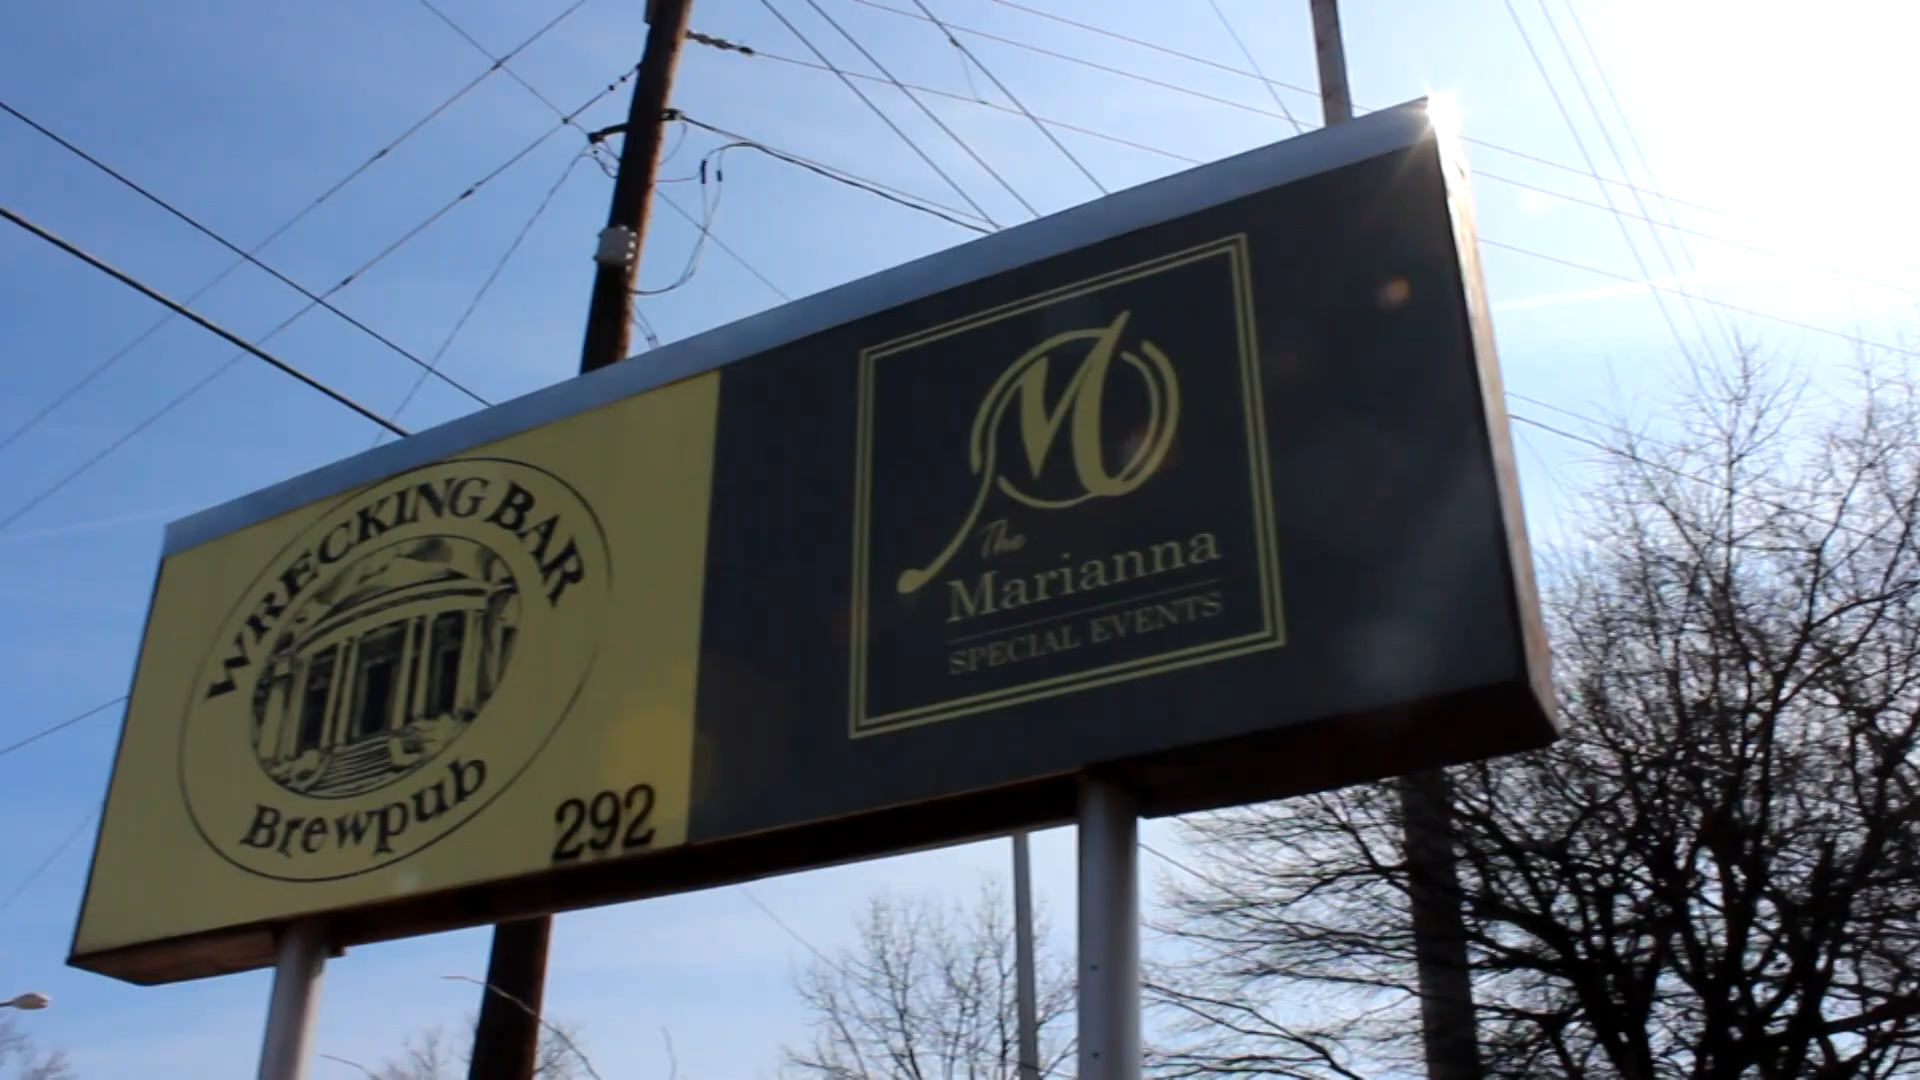 WRECKING BAR
Brewpub
292
M
The
Marianna
SPECIAL EVENTS